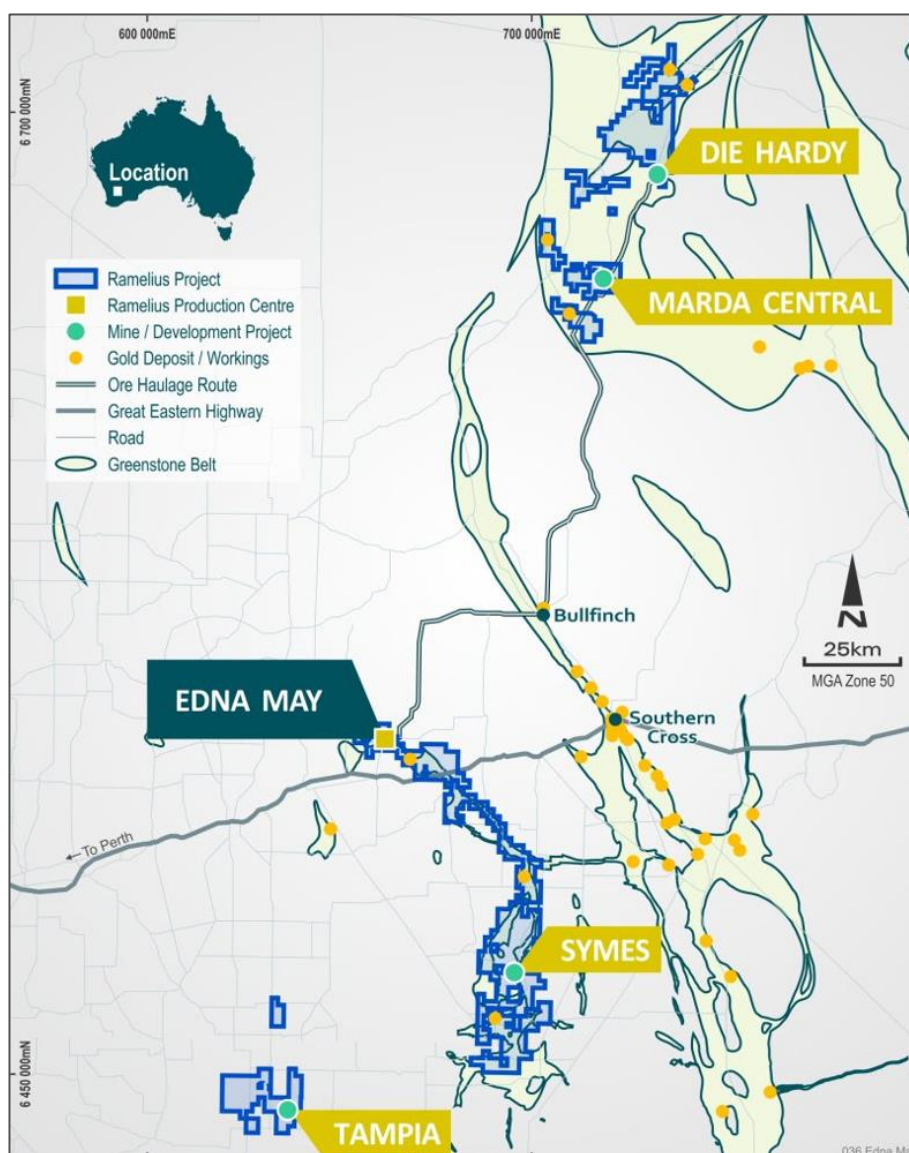 600 000mE
700 000mE
6 700 000mN
DIE HARDY
Location
Ramelius Project
Ramelius Production Centre
Mine / Development Project
Gold Deposit / Workings
Ore Haulage Route
Great Eastern Highway
Road
Greenstone Belt
MARDA CENTRAL
Bullfinch
N
25km
MGA Zone 50
EDNA MAY
Southern
Cross
To Perth
SYMES
6 450 000mN
TAMPIA
036 Edna